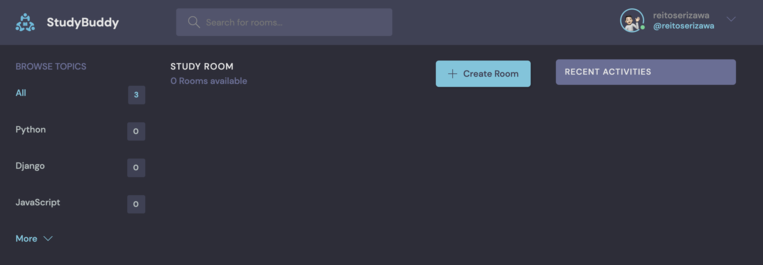 StudyBuddy
Search for rooms...
reitoserizawa
@reitoserizawa
BROWSE TOPICS
All 3
Python 0
Django 0
JavaScript 0
More
STUDY ROOM
0 Rooms available
Create Room
RECENT ACTIVITIES